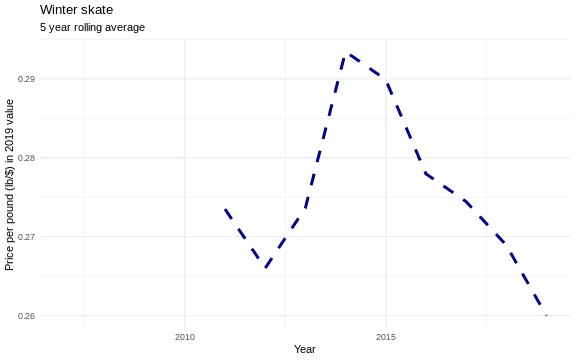 Winter skate
5 year rolling average
Price per pound (lb/$) in 2019 value
0.29
0.28
0.27
0.26
2010
2015
Year